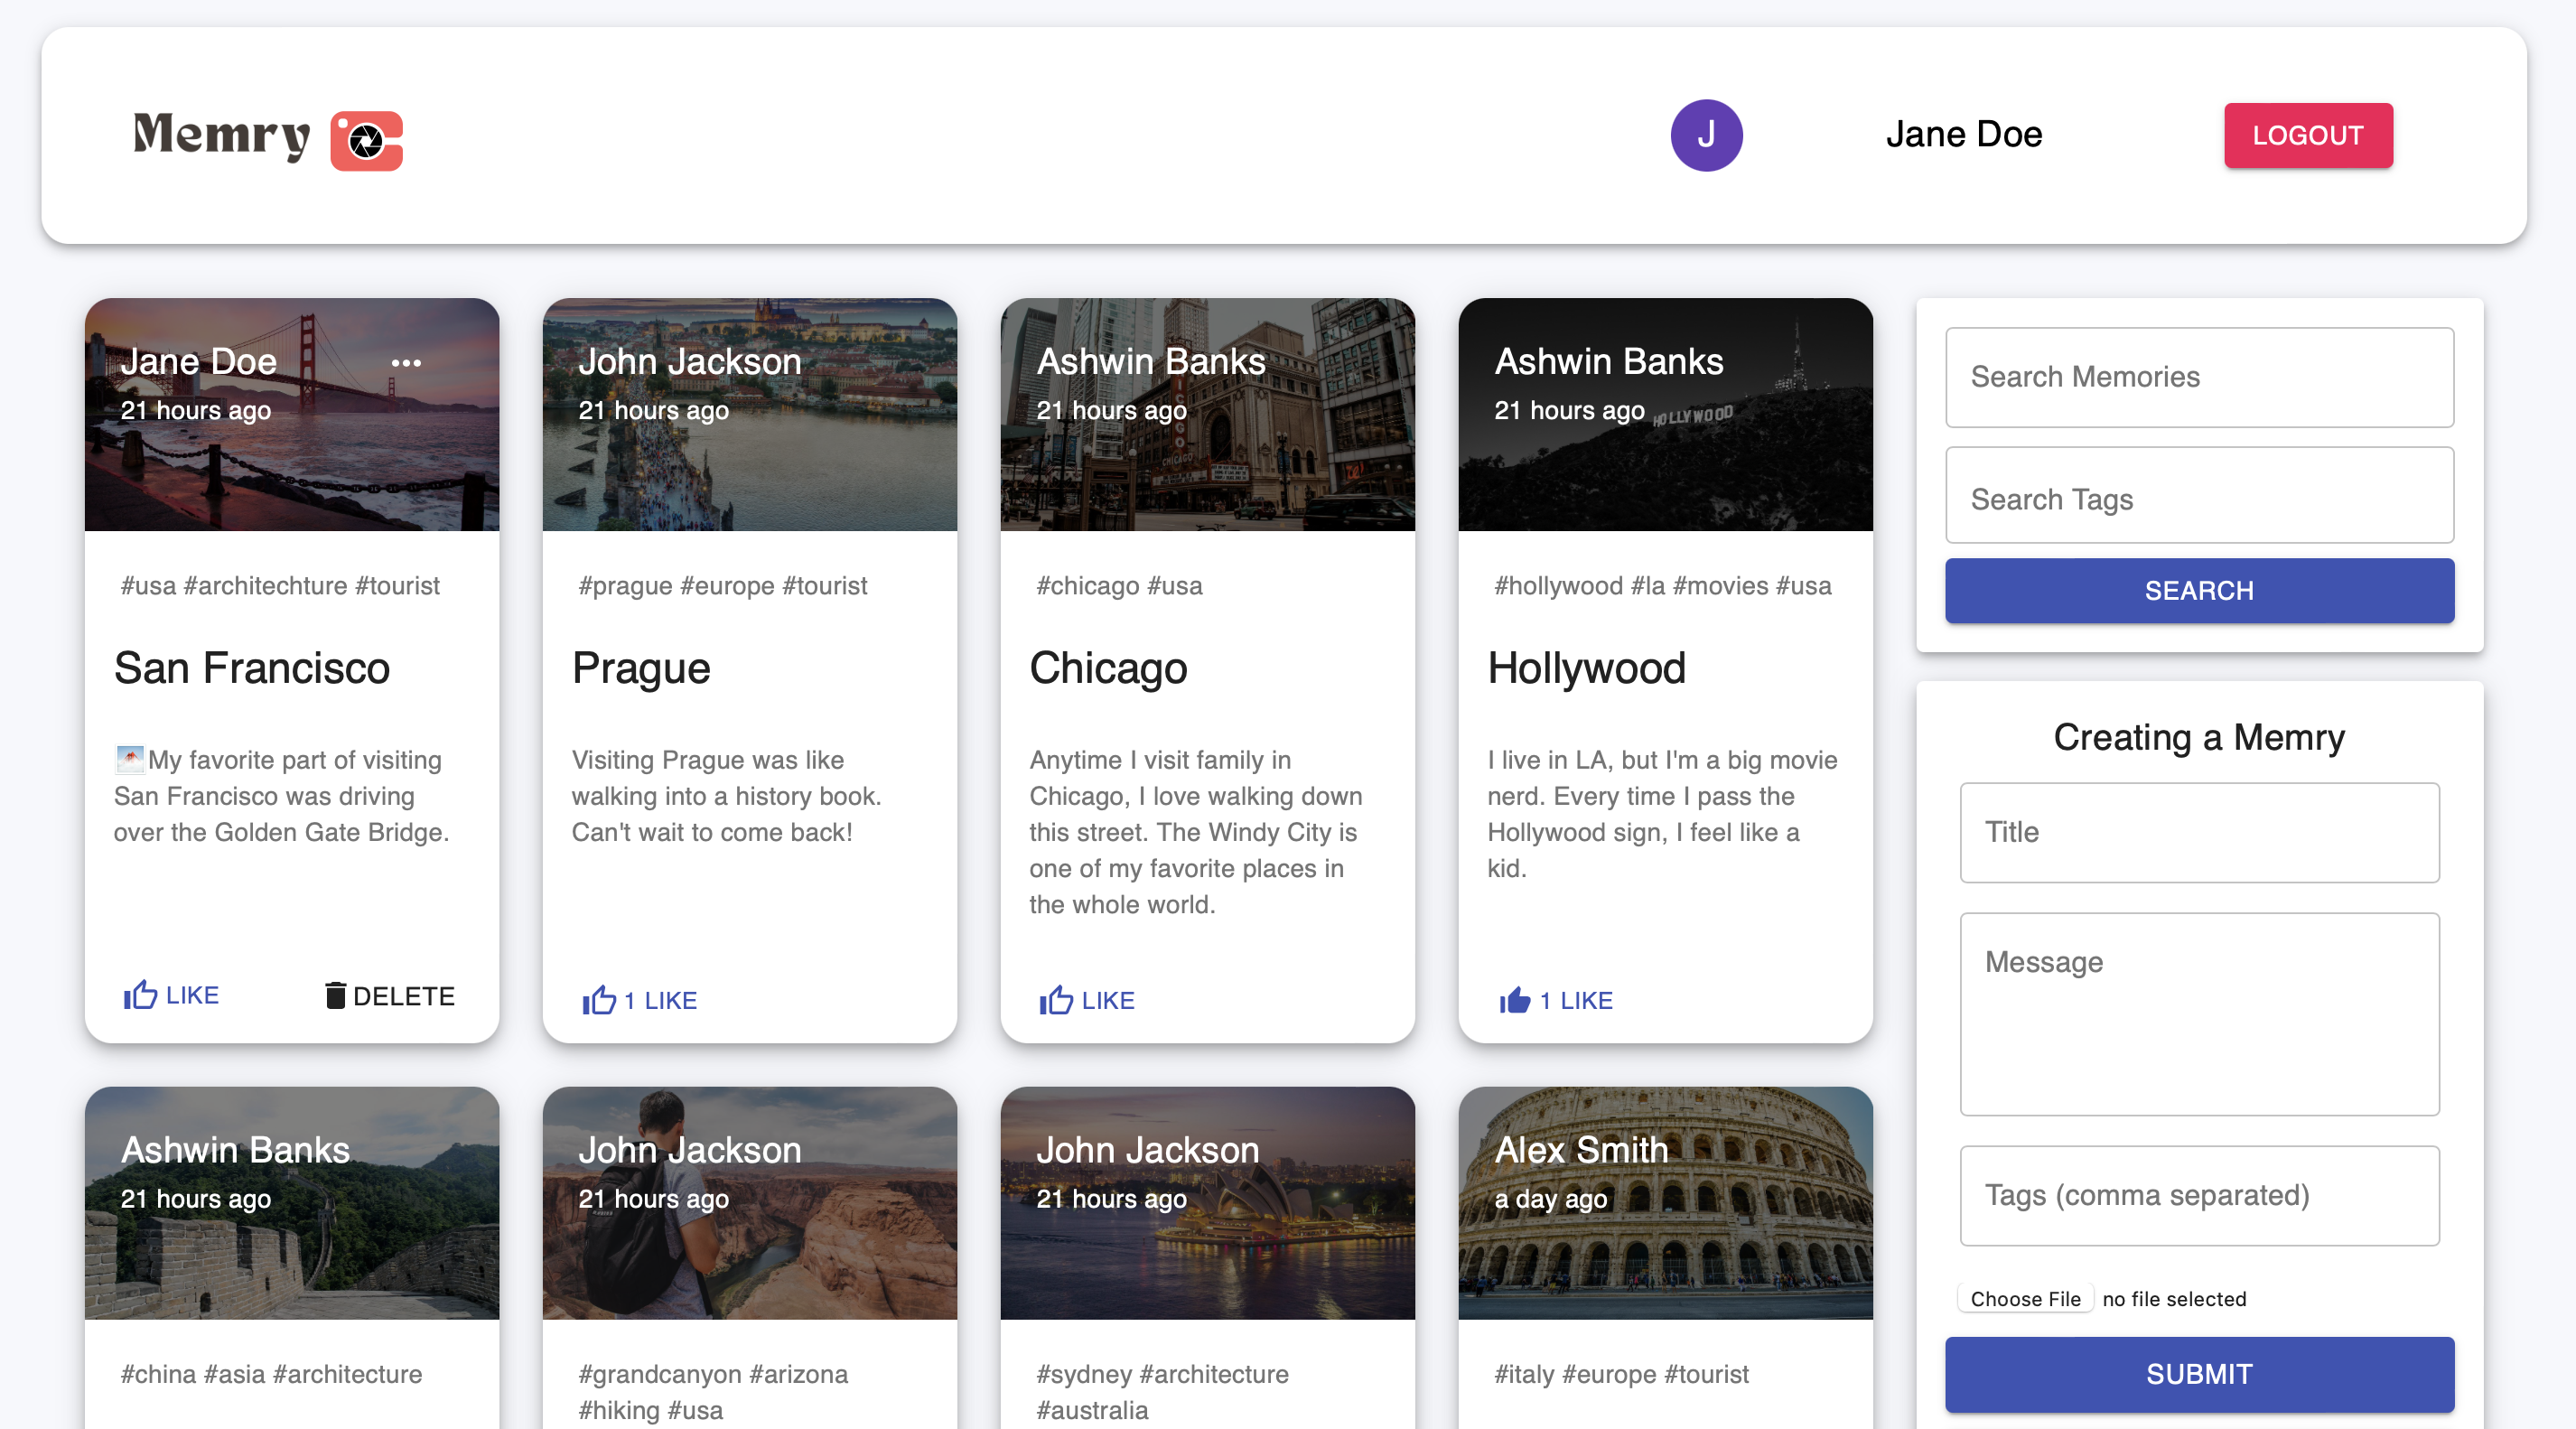 Memry
J
Jane Doe
LOGOUT
Jane Doe
21 hours ago
#usa #architechture #tourist
San Francisco
My favorite part of visiting
San Francisco was driving
over the Golden Gate Bridge.
LIKE
DELETE
John Jackson
21 hours ago
#prague #europe #tourist
Prague
Visiting Prague was like
walking into a history book.
Can't wait to come back!
1 LIKE
Ashwin Banks
21 hours ago
CHICAGO
CHICAGO
#chicago #usa
Chicago
Anytime I visit family in
Chicago, I love walking down
this street. The Windy City is
one of my favorite places in
the whole world.
LIKE
Ashwin Banks
21 hours ago
HOLLYWOOD
#hollywood #la #movies #usa
Hollywood
I live in LA, but I'm a big movie
nerd. Every time I pass the
Hollywood sign, I feel like a
kid.
1 LIKE
Ashwin Banks
21 hours ago
#china #asia #architecture
John Jackson
21 hours ago
#grandcanyon #arizona
#hiking #usa
John Jackson
21 hours ago
#sydney #architecture
#australia
Alex Smith
a day ago
#italy #europe #tourist
Search Memories
Search Tags
SEARCH
Creating a Memry
Title
Message
Tags (comma separated)
Choose File no file selected
SUBMIT